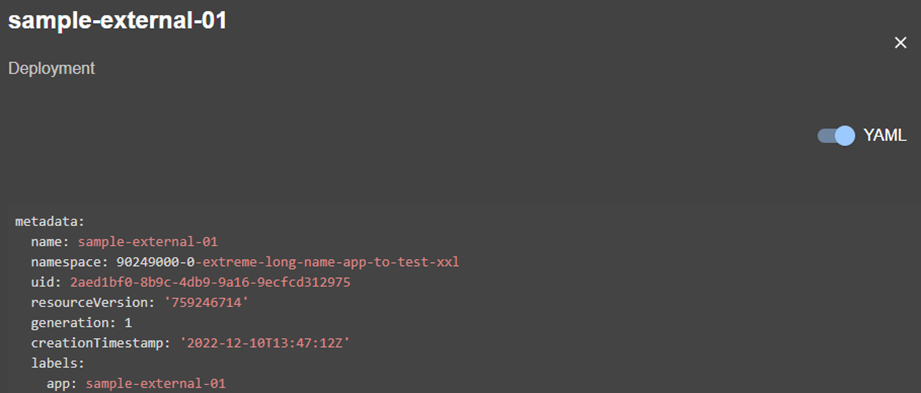 sample-external-01
Deployment
YAML
metadata:
  name: sample-external-01
  namespace: 90249000-0-extreme-long-name-app-to-test-xxl
  uid: 2aed1bf0-8b9c-4db9-9a16-9ecfcd312975
  resourceVersion: '759246714'
  generation: 1
  creationTimestamp: '2022-12-10T13:47:12Z'
  labels:
    app: sample-external-01